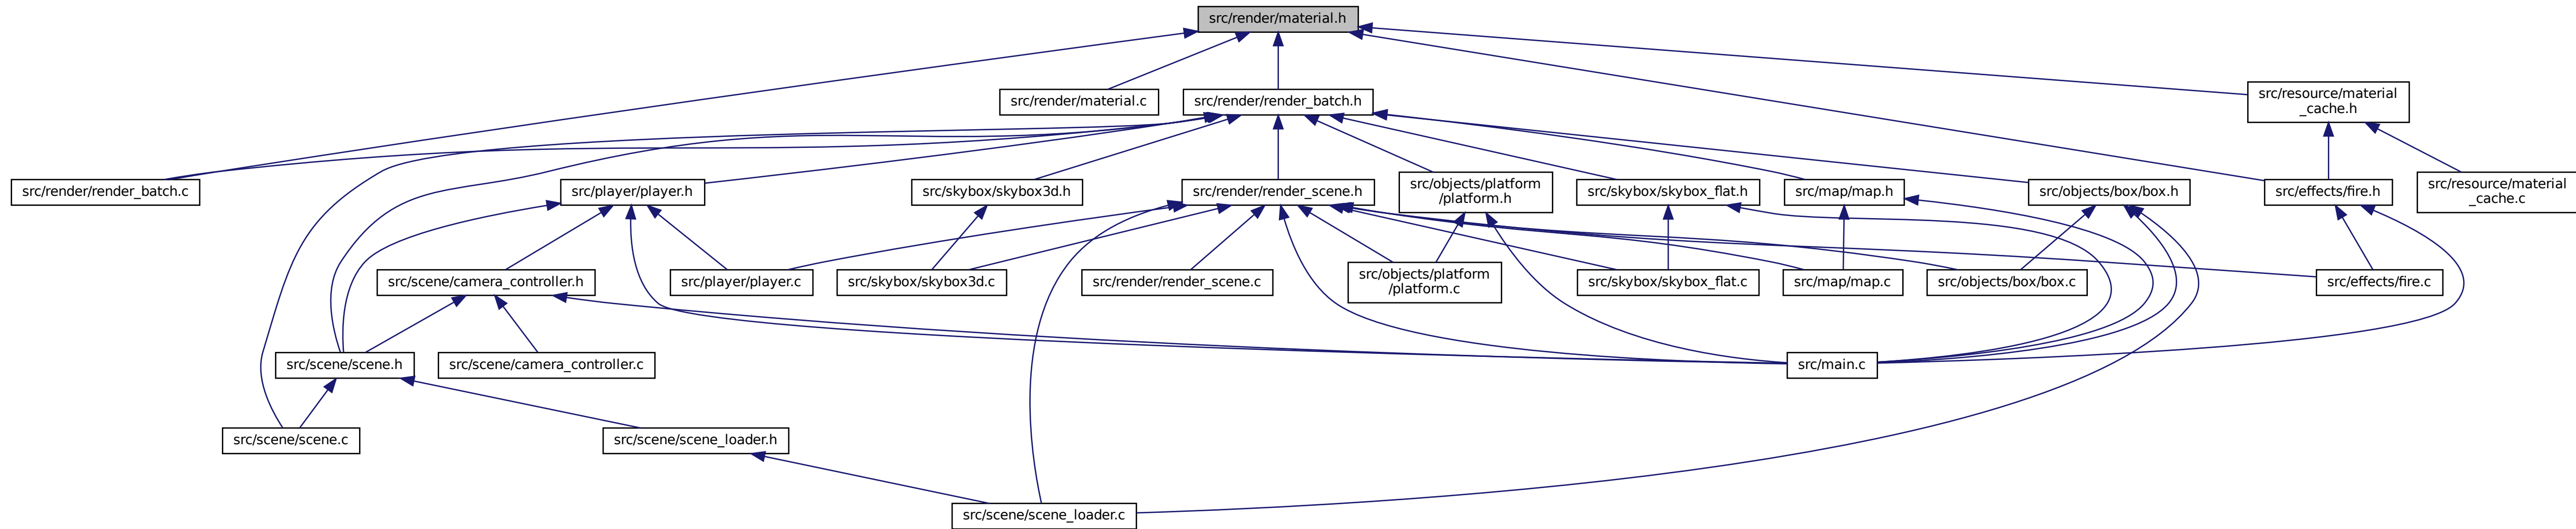 src/render/material.h
src/resource/material
_cache.h
src/render/material.c
src/render/render_batch.h
src/render/render_batch.c
src/player/player.h
src/skybox/skybox3d.h
src/render/render_scene.h
src/objects/platform
/platform.h
src/skybox/skybox_flat.h
src/map/map.h
src/objects/box/box.h
src/effects/fire.h
src/resource/material
_cache.c
src/scene/camera_controller.h
src/player/player.c
src/skybox/skybox3d.c
src/render/render_scene.c
src/objects/platform
/platform.c
src/skybox/skybox_flat.c
src/map/map.c
src/objects/box/box.c
src/effects/fire.c
src/scene/scene.h
src/scene/camera_controller.c
src/main.c
src/scene/scene.c
src/scene/scene_loader.h
src/scene/scene_loader.c